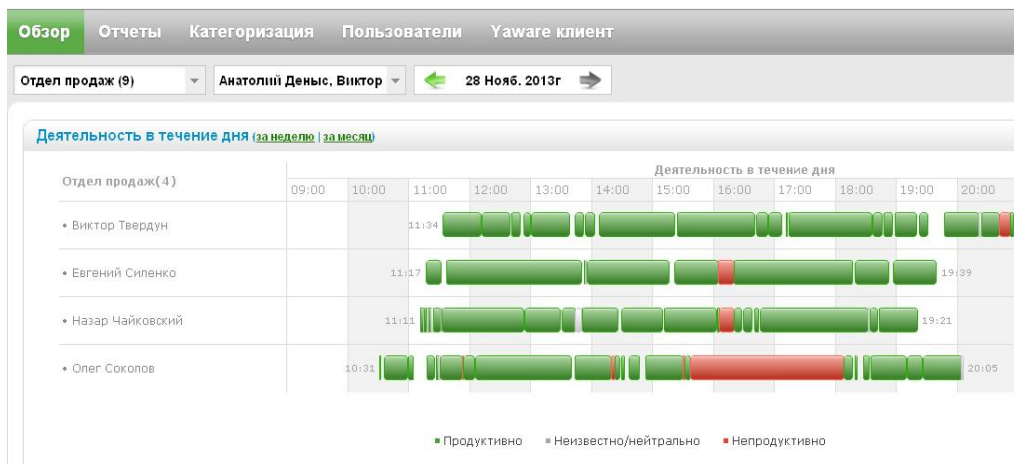 Обзор Отчеты Категоризация Пользователи Yaware клиент
Отдел продаж (9) Анатолий Деныс, Виктор 28 Нояб. 2013г
Деятельность в течение дня (за неделю | за месяц)
Деятельность в течение дня
Отдел продаж(4)
09:00 10:00 11:00 12:00 13:00 14:00 15:00 16:00 17:00 18:00 19:00 20:00
• Виктор Твердун 11:34
• Евгений Силенко 11:17 19:39
• Назар Чайковский 11:11 19:21
• Олег Соколов 10:31 20:05
Продуктивно Неизвестно/нейтрально Непродуктивно